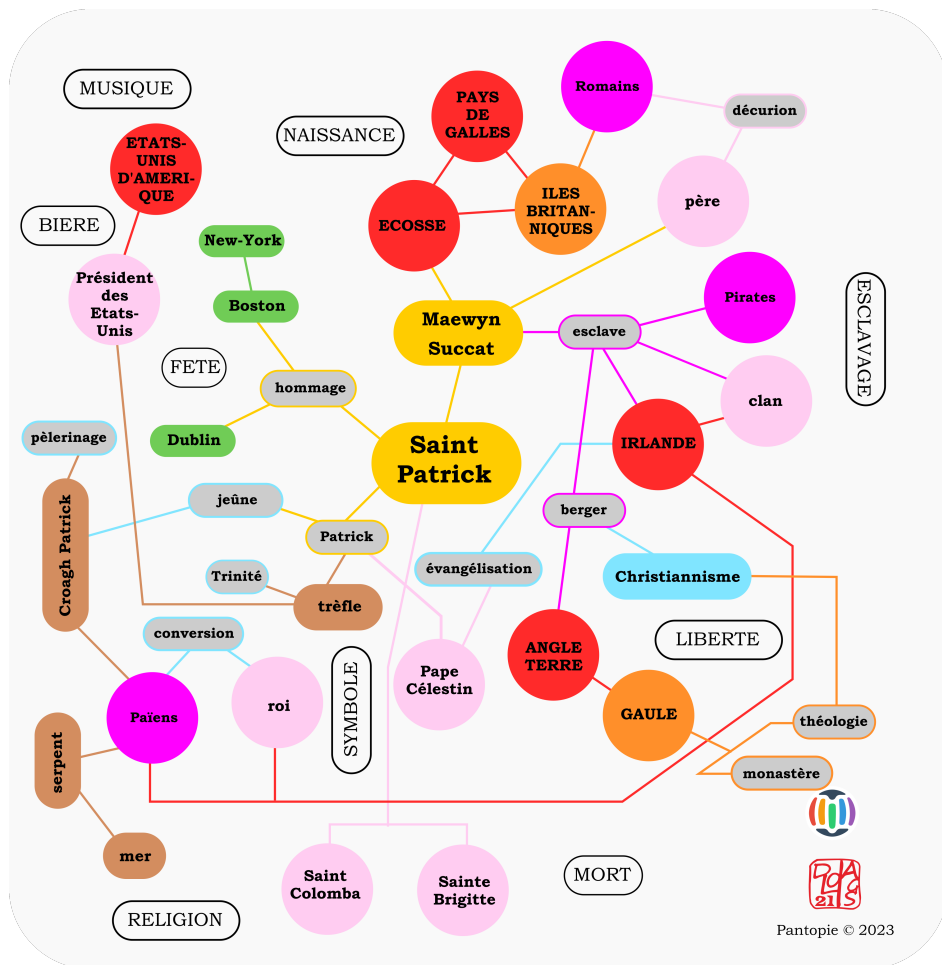 MUSIQUE
NAISSANCE
PAYS
DE
GALLES
Romains
décurion
ETATS-
UNIS
D'AMERI-
QUE
BIERE
ECOSSE
ILES
BRITAN-
NIQUES
père
New-York
Président
des
Etats-
Unis
Boston
Maewyn
Succat
esclave
Pirates
ESCLAVAGE
FETE
hommage
clan
pèlerinage
Dublin
Saint
Patrick
IRLANDE
jeûne
berger
Croagh Patrick
Patrick
Trinité
évangélisation
Christiannisme
trèfle
conversion
LIBERTE
ANGLE
TERRE
Pape
Célestin
SYMBOLE
Païens
roi
GAULE
théologie
serpent
monastère
mer
MORT
Saint
Colomba
Sainte
Brigitte
RELIGION
21
Pantopie © 2023